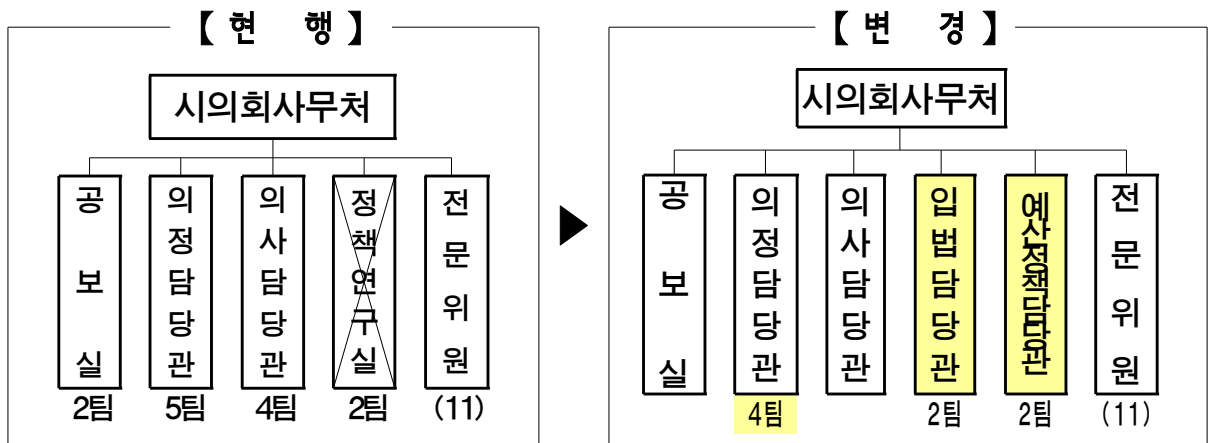 【 현 행 】
시의회사무처
공보실
의정담당관
의사담당관
정책연구실
전문위원
2팀
5팀
4팀
2팀
(11)
▶
【 변 경 】
시의회사무처
공보실
의정담당관
의사담당관
입법담당관
예산정책담당관
전문위원
4팀
2팀
2팀
(11)